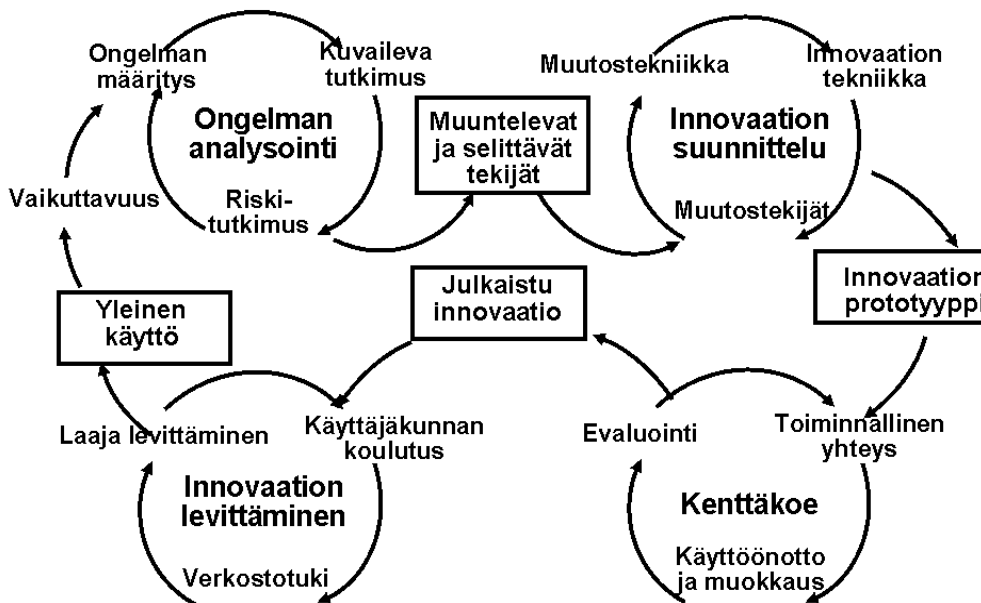 Ongelman
määritys
Kuvaileva
tutkimus
Ongelman
analysointi
Riski-
tutkimus
Muuntelevat
ja selittävät
tekijät
Muutostekniikka
Innovaation
tekniikka
Innovaation
suunnittelu
Muutostekijät
Vaikuttavuus
Yleinen
käyttö
Julkaistu
innovaatio
Innovaation
prototyyppi
Laaja levittäminen
Käyttäjäkunnan
koulutus
Innovaation
levittäminen
Verkostotuki
Evaluointi
Toiminnallinen
yhteys
Kenttäkoe
Käyttöönotto
ja muokkaus